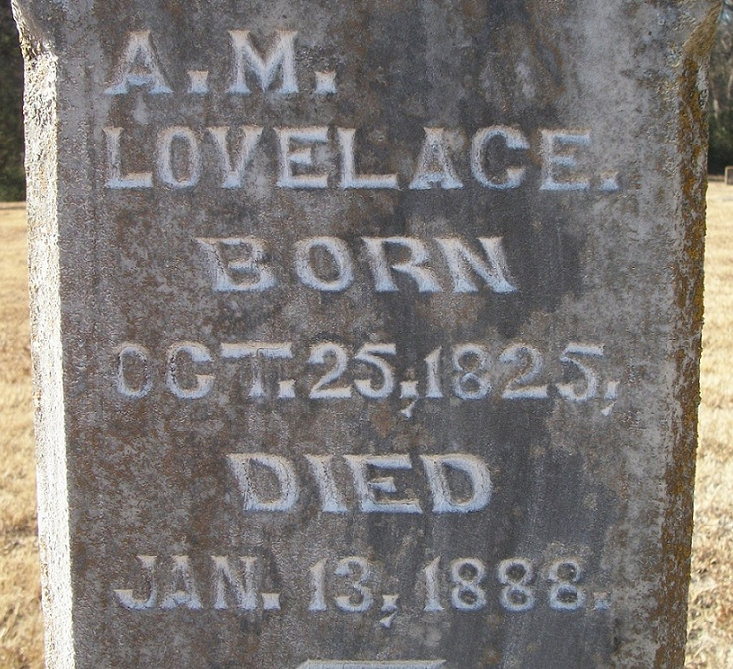 A. M.
LOVELACE.
BORN
OCT. 25, 1825,
DIED
JAN. 13, 1888.